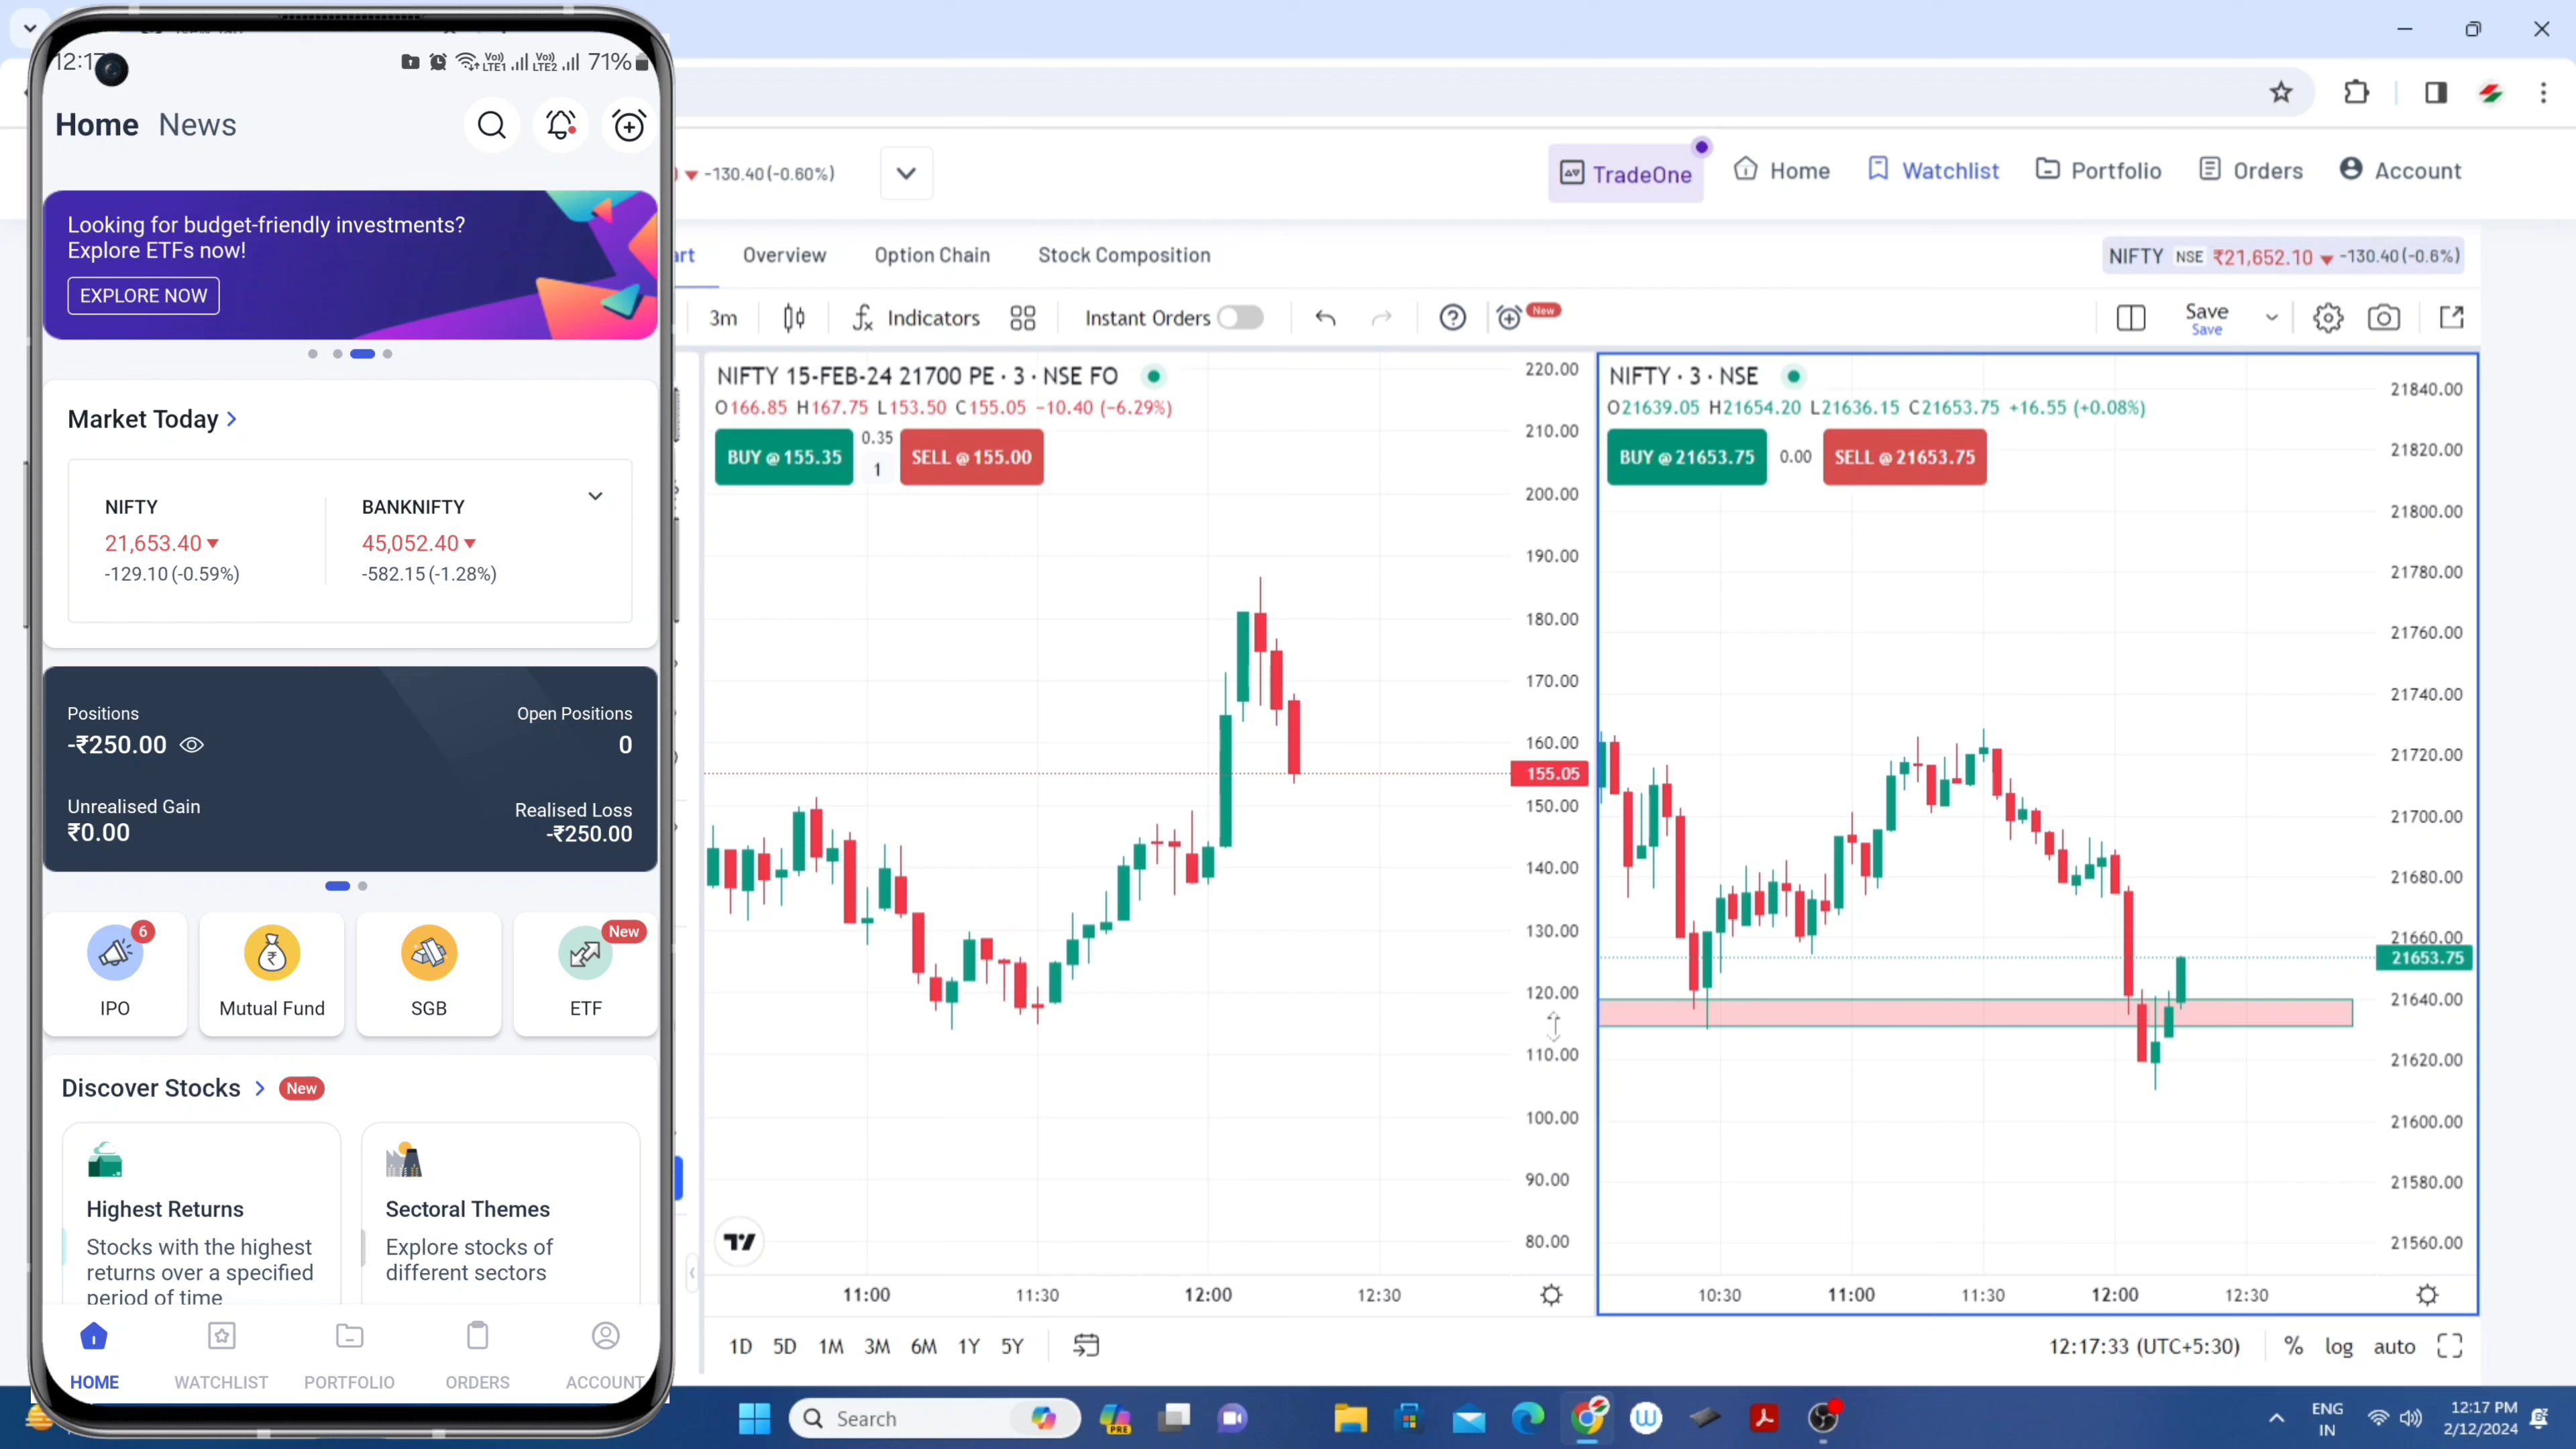 12:17
Vo) LTE1 Vo) LTE2 71%
Home News
Looking for budget-friendly investments?
Explore ETFs now!
EXPLORE NOW
Market Today
NIFTY
21,653.40
-129.10(-0.59%)
BANKNIFTY
45,052.40
-582.15(-1.28%)
Positions
-₹250.00
Open Positions
0
Unrealised Gain
₹0.00
Realised Loss
-₹250.00
6
IPO
Mutual Fund
SGB
New
ETF
Discover Stocks New
Highest Returns
Stocks with the highest
returns over a specified
period of time
Sectoral Themes
Explore stocks of
different sectors
HOME WATCHLIST PORTFOLIO ORDERS ACCOUNT
-130.40(-0.60%)
TradeOne Home Watchlist Portfolio Orders Account
art Overview Option Chain Stock Composition
NIFTY NSE ₹21,652.10 -130.40(-0.6%)
3m Indicators Instant Orders New Save
Save
NIFTY 15-FEB-24 21700 PE · 3 · NSE FO
O166.85 H167.75 L153.50 C155.05 -10.40 (-6.29%)
BUY @ 155.35
0.35
1
SELL @ 155.00
220.00
210.00
200.00
190.00
180.00
170.00
160.00
155.05
150.00
140.00
130.00
120.00
110.00
100.00
90.00
80.00
11:00 11:30 12:00 12:30
NIFTY · 3 · NSE
O21639.05 H21654.20 L21636.15 C21653.75 +16.55 (+0.08%)
BUY @ 21653.75 0.00 SELL @ 21653.75
21840.00
21820.00
21800.00
21780.00
21760.00
21740.00
21720.00
21700.00
21680.00
21660.00
21653.75
21640.00
21620.00
21600.00
21580.00
21560.00
10:30 11:00 11:30 12:00 12:30
1D 5D 1M 3M 6M 1Y 5Y
12:17:33 (UTC+5:30) % log auto
Search
PRE
ENG
IN
12:17 PM
2/12/2024